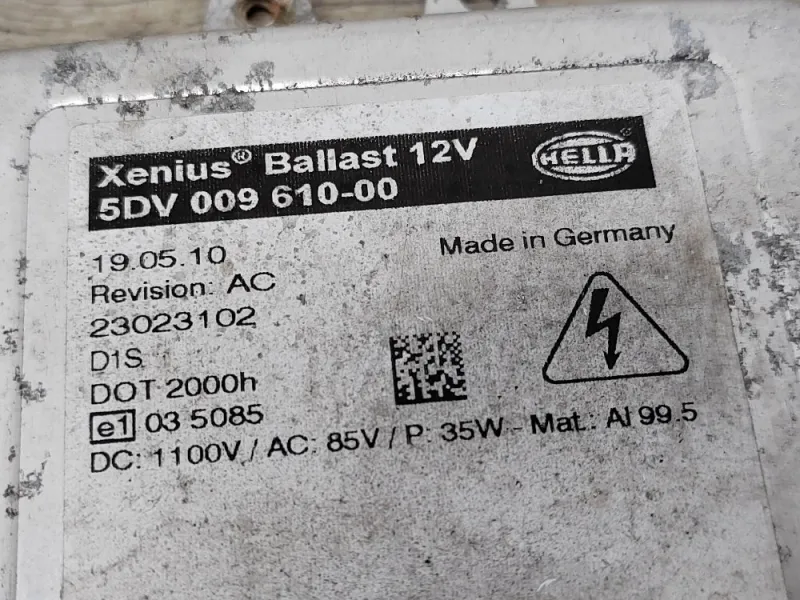 Xenius® Ballast 12V
5DV 009 610-00
HELLA
19.05.10
Made in Germany
Revision: AC
23023102
D1S
DOT 2000h
e1 03 5085
DC: 1100V / AC: 85V / P: 35W - Mat.: Al 99.5